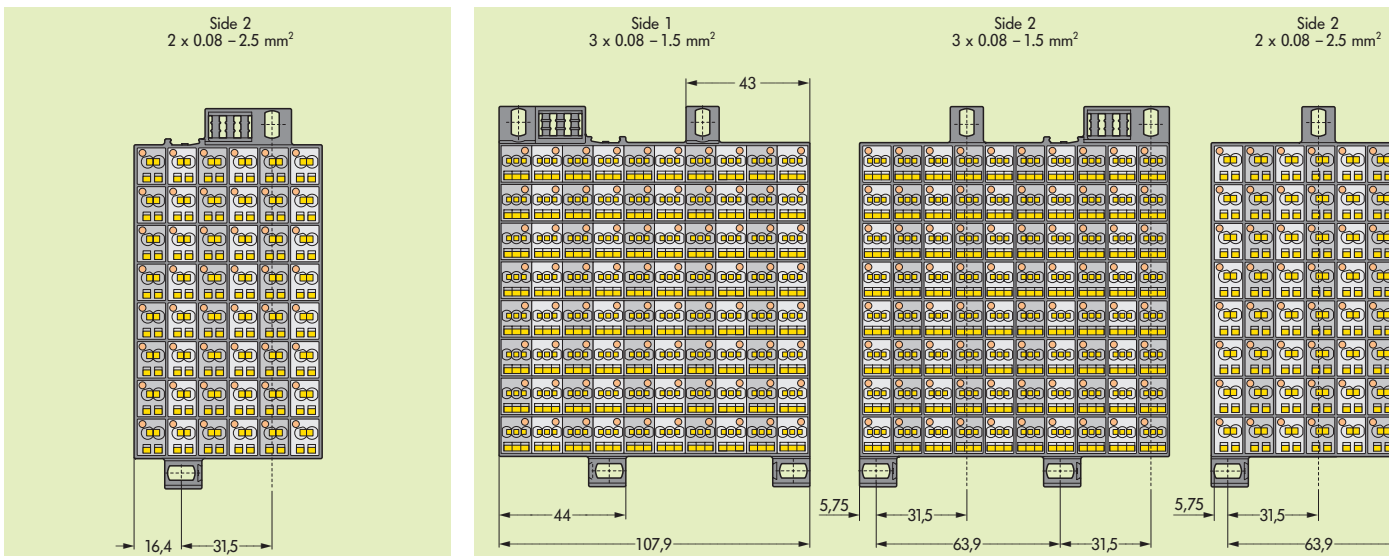 Side 2
2 x 0.08 – 2.5 mm²
16,4
31,5
Side 1
3 x 0.08 – 1.5 mm²
43
44
107,9
Side 2
3 x 0.08 – 1.5 mm²
5,75
31,5
63,9
31,5
Side 2
2 x 0.08 – 2.5 mm²
5,75
31,5
63,9